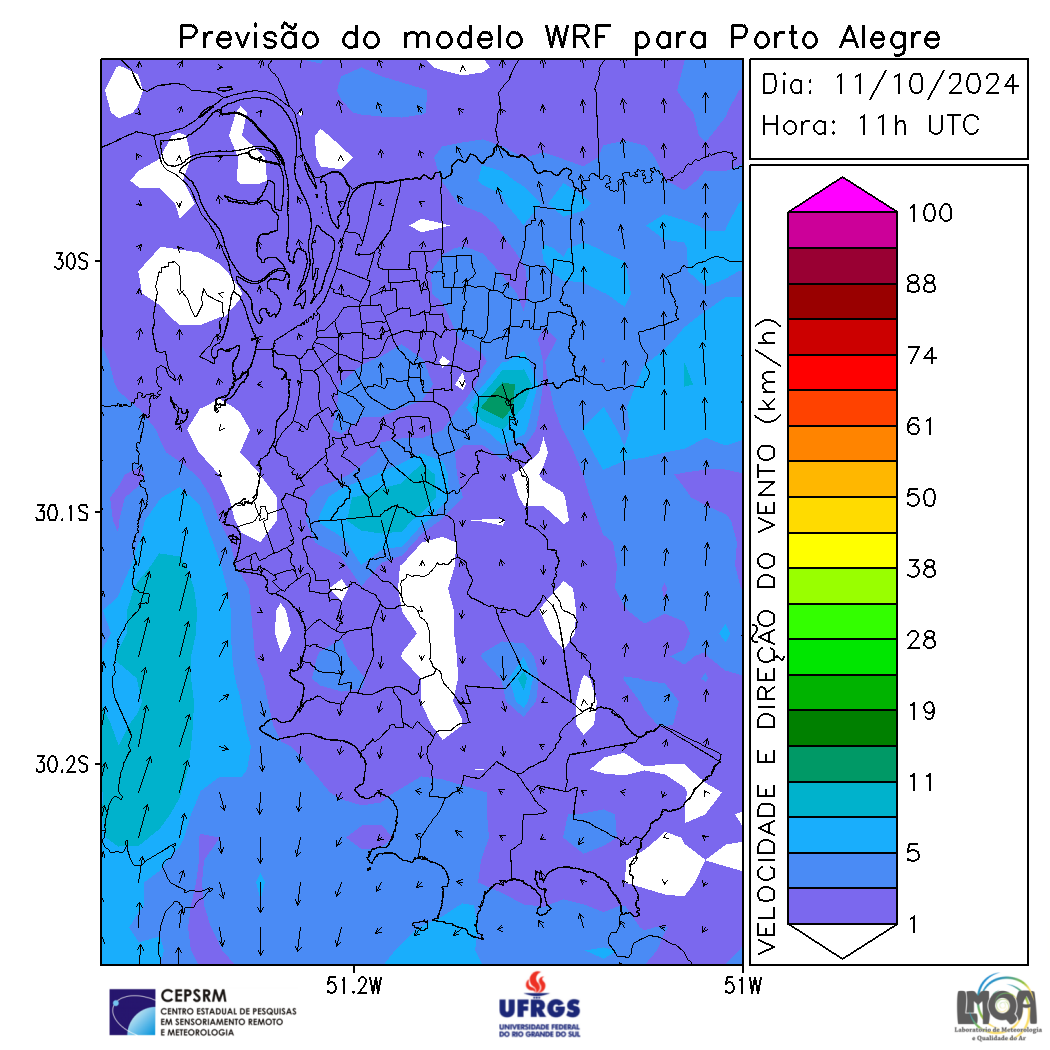 Previsão do modelo WRF para Porto Alegre
Dia: 11/10/2024
Hora: 11h UTC
30S
30.1S
30.2S
51.2W
51W
VELOCIDADE E DIREÇÃO DO VENTO (km/h)
100
88
74
61
50
38
28
19
11
5
1
CEPSRM
CENTRO ESTADUAL DE PESQUISAS
EM SENSORIAMENTO REMOTO
E METEOROLOGIA
UFRGS
UNIVERSIDADE FEDERAL
DO RIO GRANDE DO SUL
LMQA
Laboratório de Meteorologia
e Qualidade do Ar